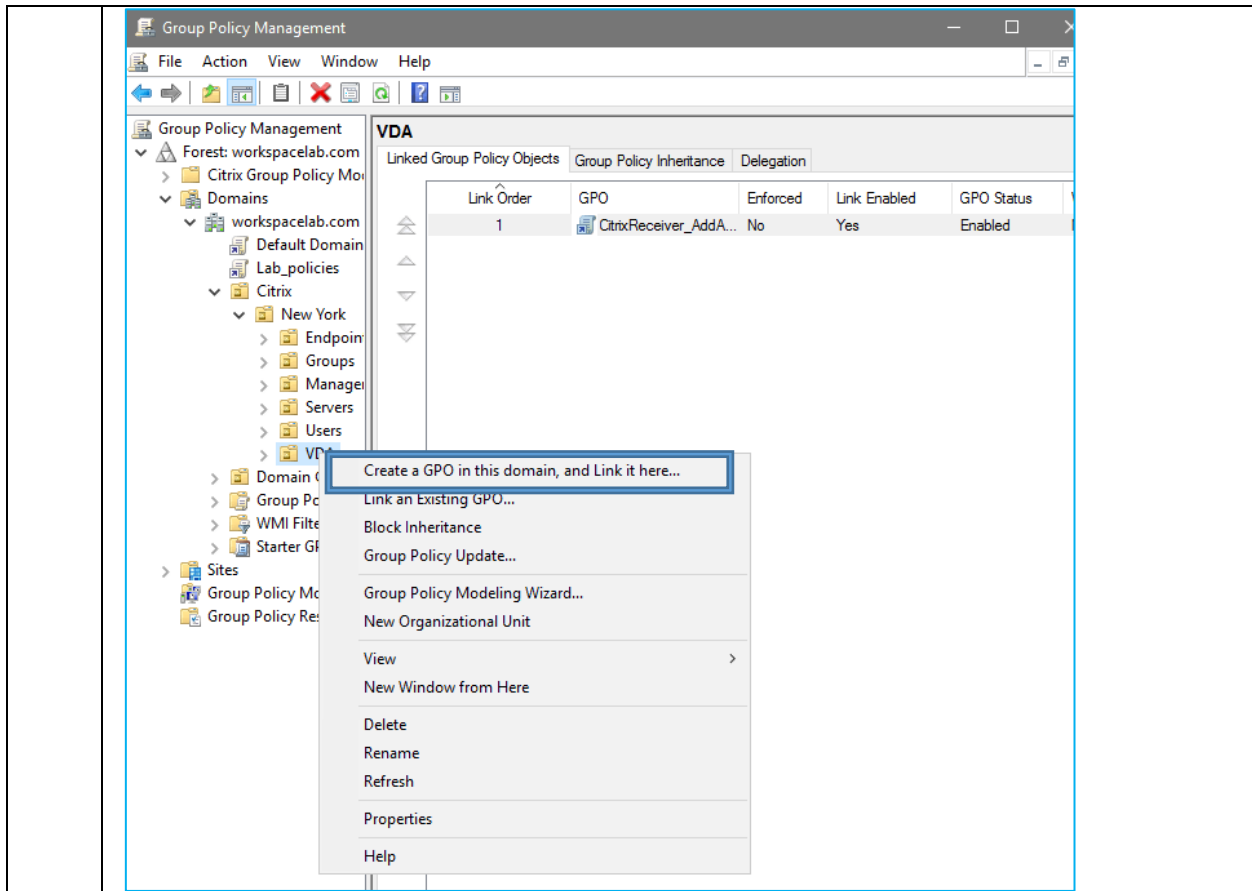 Group Policy Management
File Action View Window Help
Group Policy Management
Forest: workspacelab.com
Citrix Group Policy Mo
Domains
workspacelab.com
Default Domain
Lab_policies
Citrix
New York
Endpoin
Groups
Manage
Servers
Users
VDA
Domain
Group Po
WMI Filte
Starter G
Sites
Group Policy Mo
Group Policy Re
VDA
Linked Group Policy Objects Group Policy Inheritance Delegation
Link Order GPO Enforced Link Enabled GPO Status
1 CitrixReceiver_AddA... No Yes Enabled
Create a GPO in this domain, and Link it here...
Link an Existing GPO...
Block Inheritance
Group Policy Update...
Group Policy Modeling Wizard...
New Organizational Unit
View
New Window from Here
Delete
Rename
Refresh
Properties
Help